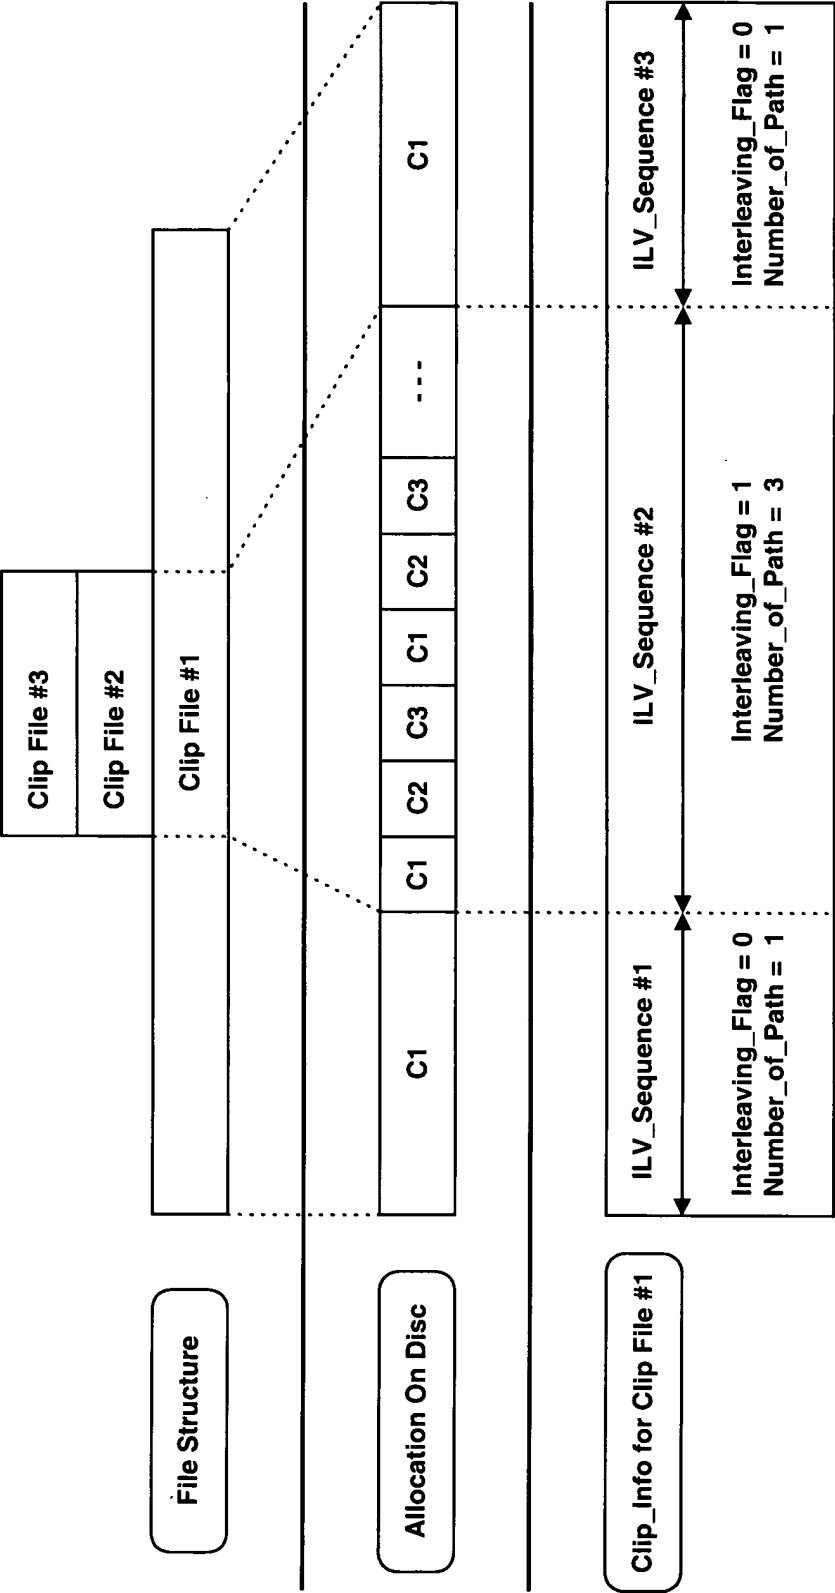 Clip File #3
Clip File #2
File Structure
Clip File #1
Allocation On Disc
C1
C1
C2
C3
C1
C2
C3
---
C1
Clip_Info for Clip File #1
ILV_Sequence #1
ILV_Sequence #2
ILV_Sequence #3
Interleaving_Flag = 0
Number_of_Path = 1
Interleaving_Flag = 1
Number_of_Path = 3
Interleaving_Flag = 0
Number_of_Path = 1